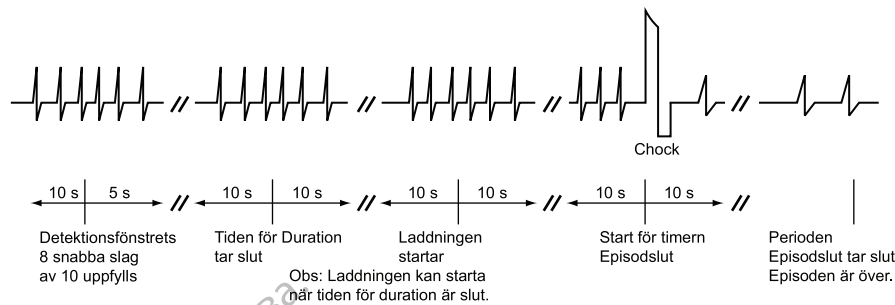 Chock
10 s 5 s 10 s 10 s 10 s 10 s 10 s 10 s
Detektionsfönstrets
8 snabba slag
av 10 uppfylls
Tiden för Duration
tar slut
Laddningen
startar
Obs: Laddningen kan starta
när tiden för duration är slut.
Start för timern
Episodslut
Perioden
Episodslut tar slut
Episoden är över.